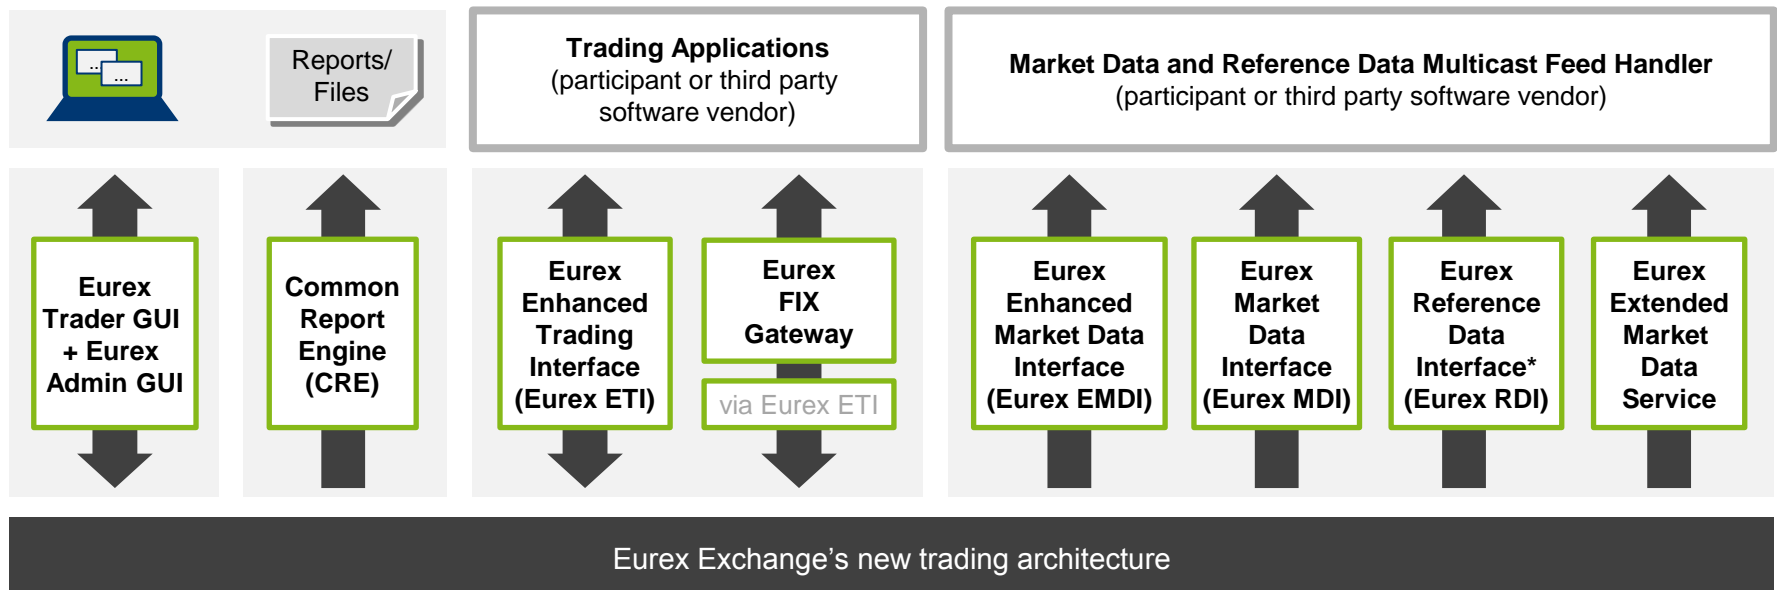 ...
...
Reports/
Files
Trading Applications
(participant or third party
software vendor)
Market Data and Reference Data Multicast Feed Handler
(participant or third party software vendor)
Eurex
Trader GUI
+ Eurex
Admin GUI
Common
Report
Engine
(CRE)
Eurex
Enhanced
Trading
Interface
(Eurex ETI)
Eurex
FIX
Gateway
via Eurex ETI
Eurex
Enhanced
Market Data
Interface
(Eurex EMDI)
Eurex
Market
Data
Interface
(Eurex MDI)
Eurex
Reference
Data
Interface*
(Eurex RDI)
Eurex
Extended
Market
Data
Service
Eurex Exchange’s new trading architecture